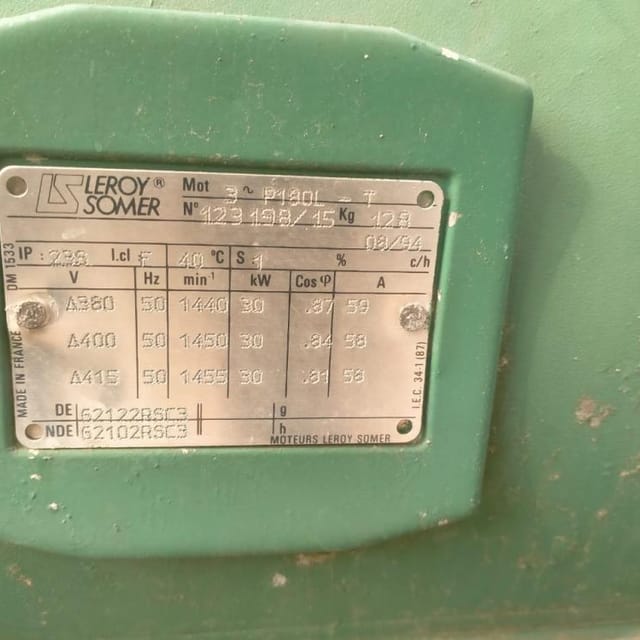 LEROY® SOMER
Mot 3~ P180L-T
N° 123198/15 Kg 128
08/94
IP: 23S I.cl F 40 °C S 1 % c/h
V Hz min⁻¹ kW Cos φ A
Δ380 50 1440 30 .87 59
Δ400 50 1450 30 .84 58
Δ415 50 1455 30 .81 58
DE 62122RSC3 g
NDE 62102RSC3 h
MOTEURS LEROY SOMER
DM 1533
MADE IN FRANCE
I.E.C. 34-1 (87)